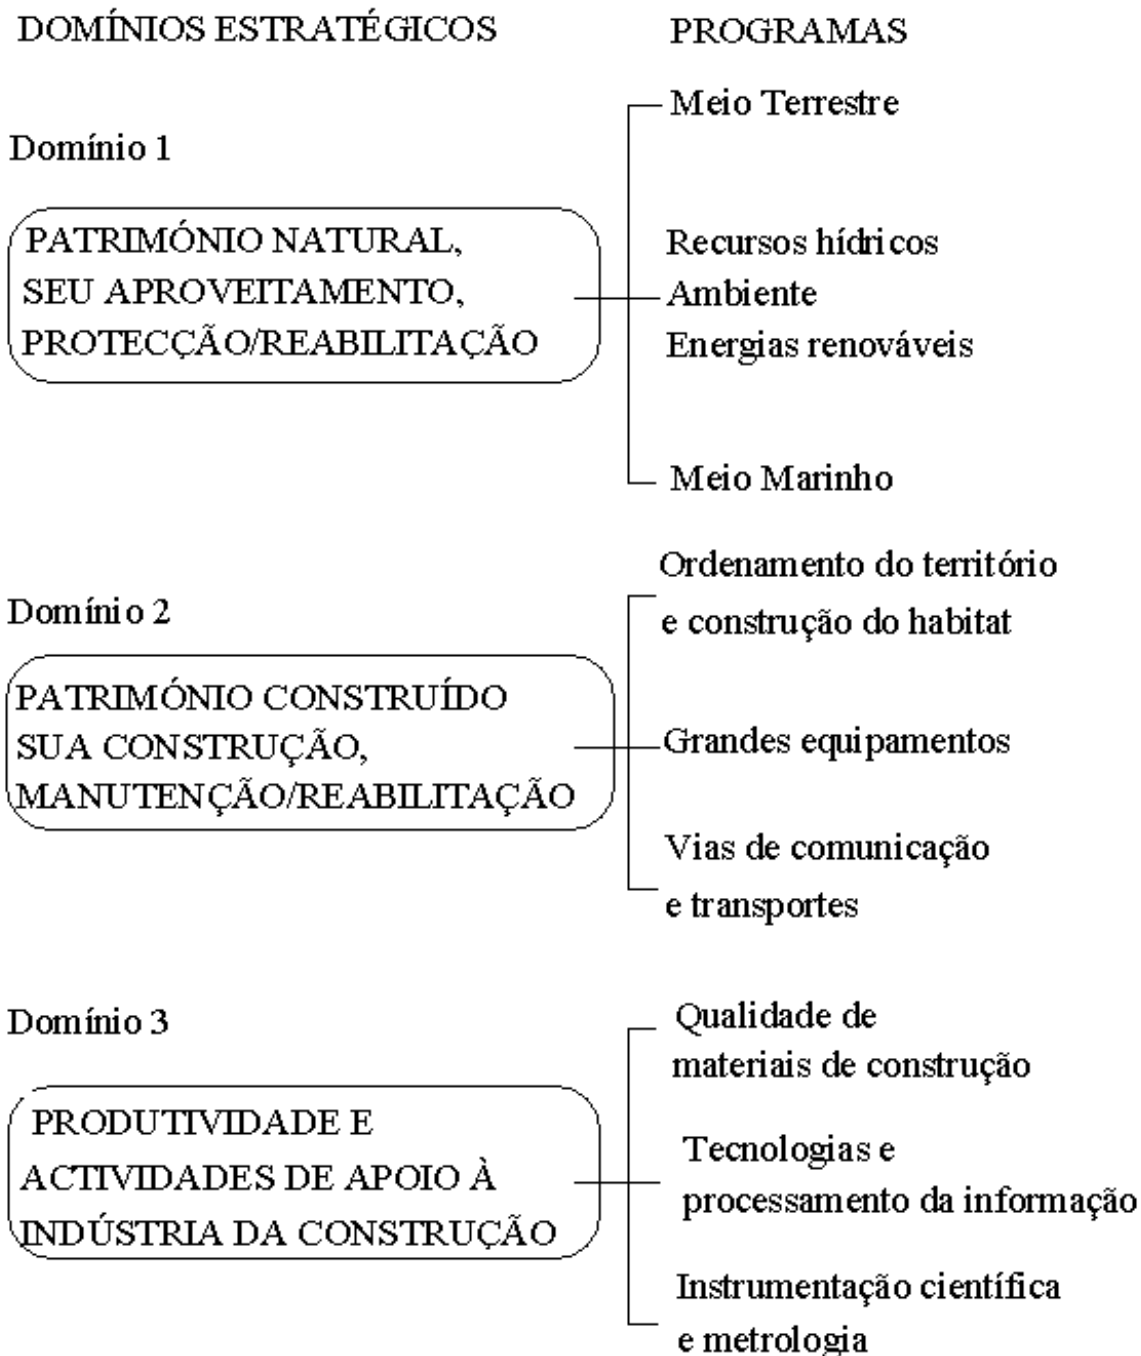 DOMÍNIOS ESTRATÉGICOS
PROGRAMAS
Domínio 1
PATRIMÓNIO NATURAL,
SEU APROVEITAMENTO,
PROTECÇÃO/REABILITAÇÃO
Meio Terrestre
Recursos hídricos
Ambiente
Energias renováveis
Meio Marinho
Domínio 2
PATRIMÓNIO CONSTRUÍDO
SUA CONSTRUÇÃO,
MANUTENÇÃO/REABILITAÇÃO
Ordenamento do território
e construção do habitat
Grandes equipamentos
Vias de comunicação
e transportes
Domínio 3
PRODUTIVIDADE E
ACTIVIDADES DE APOIO À
INDÚSTRIA DA CONSTRUÇÃO
Qualidade de
materiais de construção
Tecnologias e
processamento da informação
Instrumentação científica
e metrologia